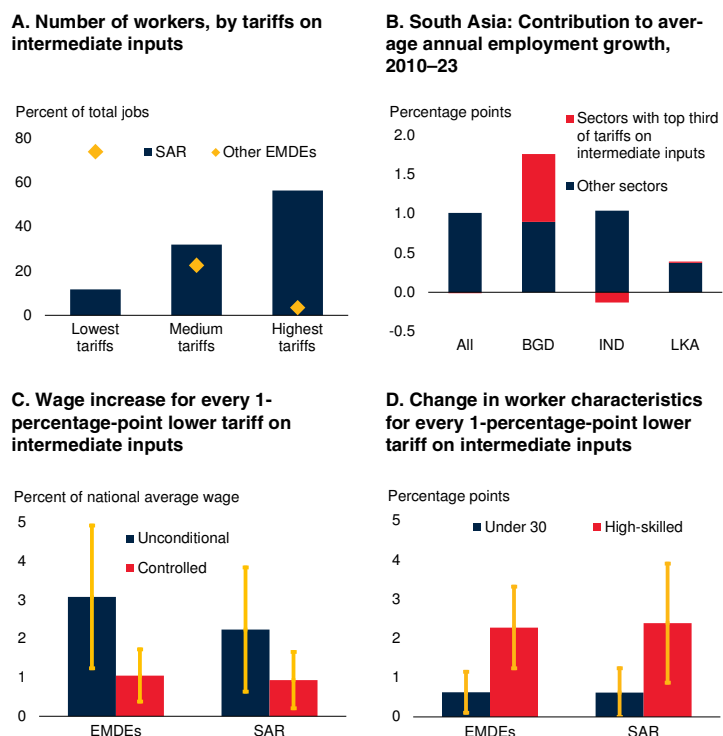 A. Number of workers, by tariffs on
intermediate inputs
Percent of total jobs
80
60
40
20
0
SAR
Other EMDEs
Lowest
tariffs
Medium
tariffs
Highest
tariffs
B. South Asia: Contribution to aver-
age annual employment growth,
2010–23
Percentage points
2.0
1.5
1.0
0.5
0.0
-0.5
Sectors with top third
of tariffs on
intermediate inputs
Other sectors
All
BGD
IND
LKA
C. Wage increase for every 1-
percentage-point lower tariff on
intermediate inputs
Percent of national average wage
5
4
3
2
1
0
Unconditional
Controlled
EMDEs
SAR
D. Change in worker characteristics
for every 1-percentage-point lower
tariff on intermediate inputs
Percentage points
5
4
3
2
1
0
Under 30
High-skilled
EMDEs
SAR